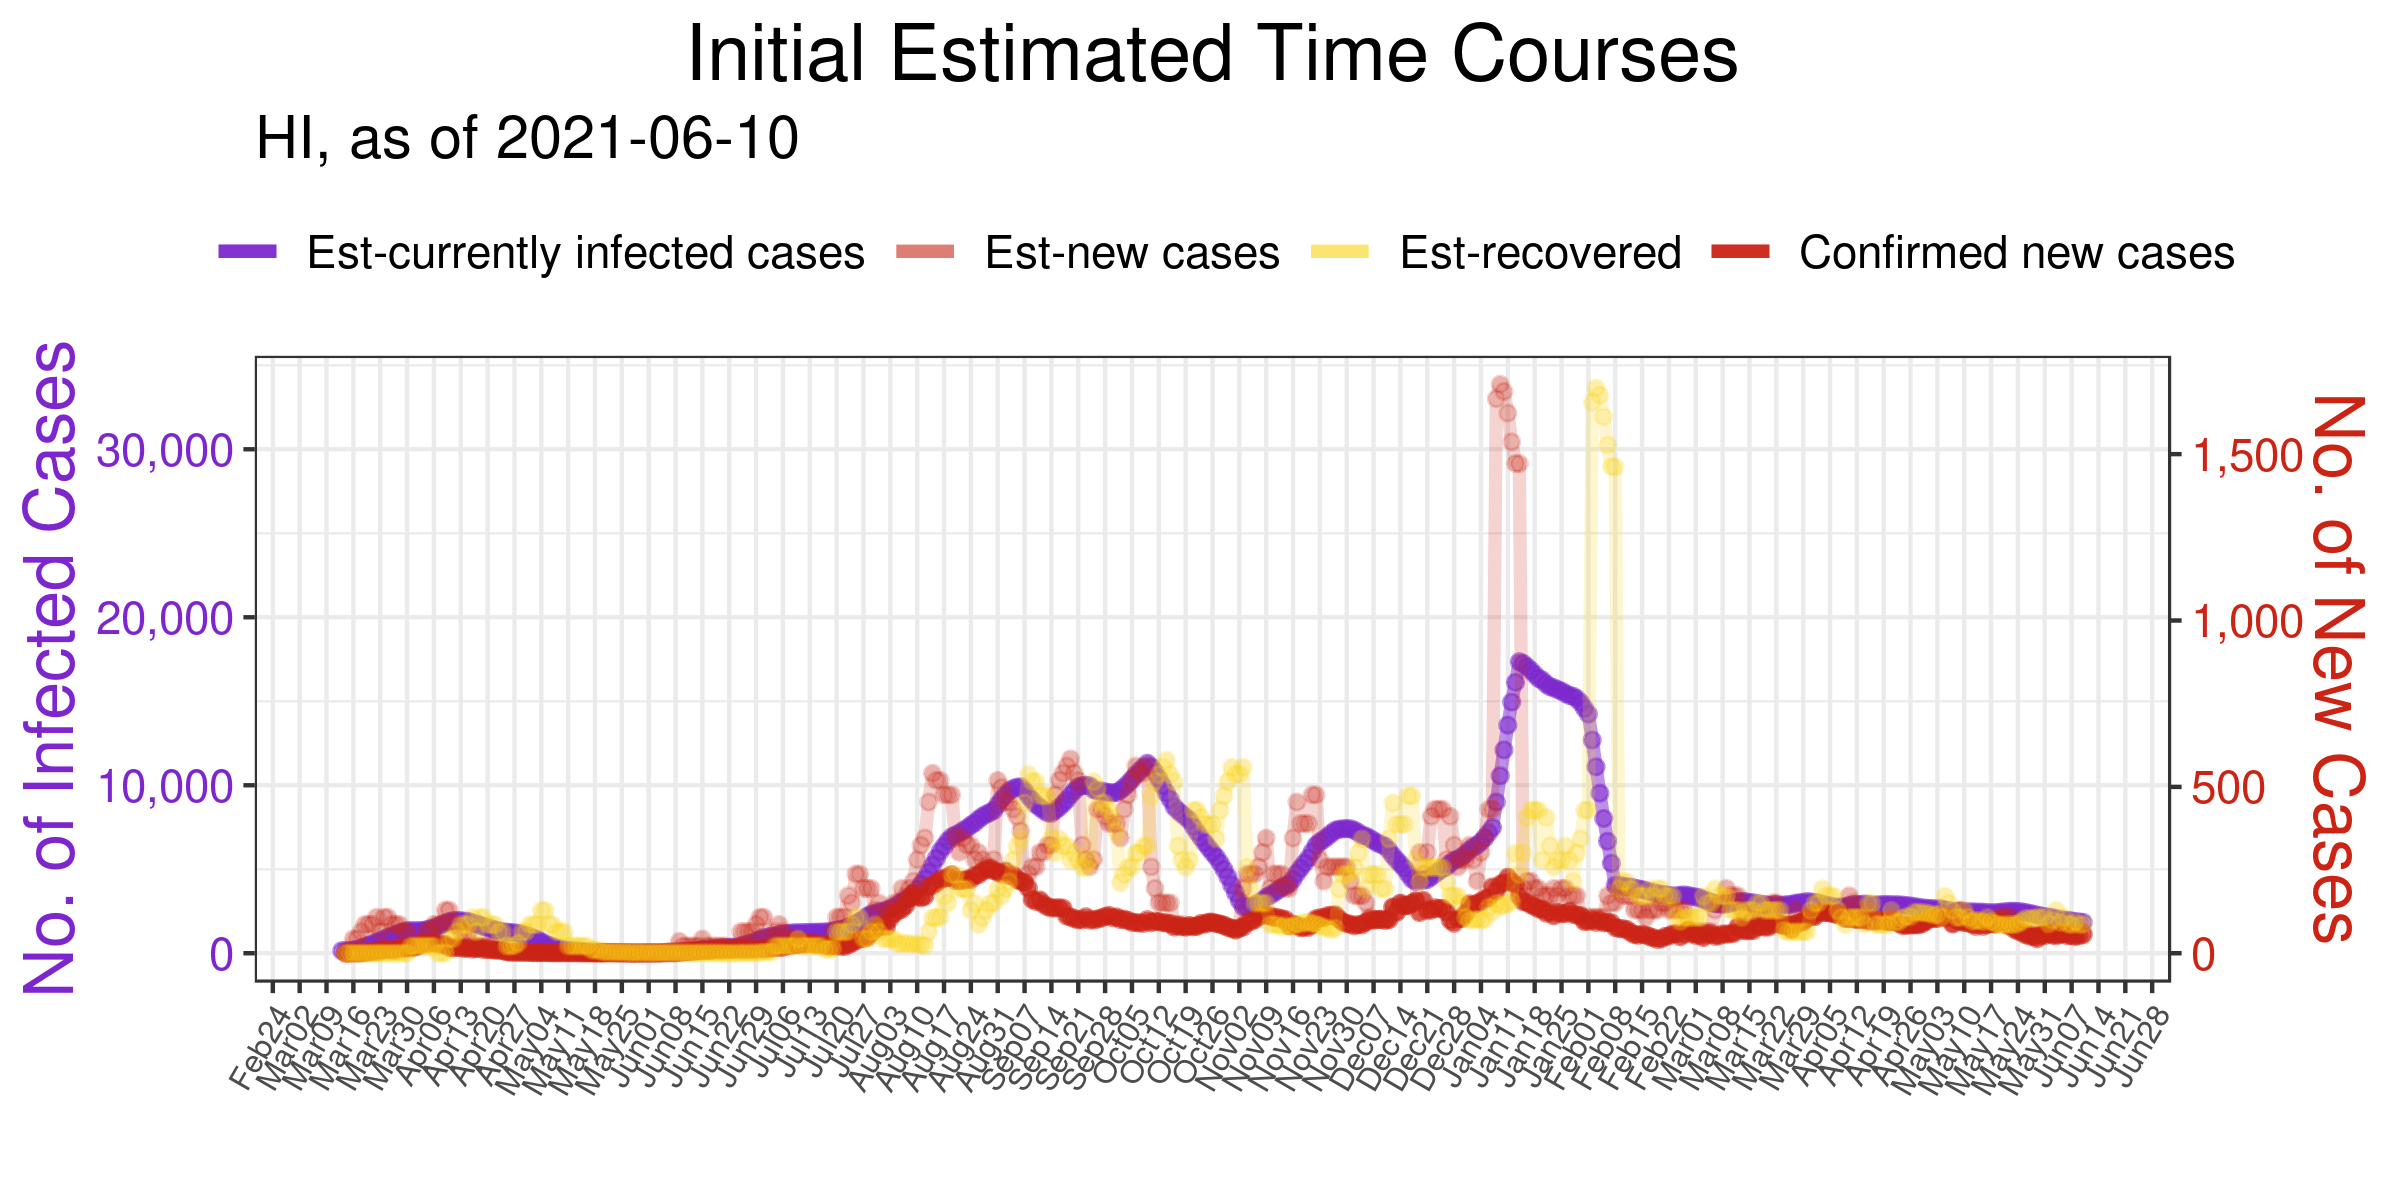 Initial Estimated Time Courses
HI, as of 2021-06-10
Est-currently infected cases Est-new cases Est-recovered Confirmed new cases
No. of Infected Cases
30,000
20,000
10,000
0
1,500
1,000
500
0
No. of New Cases
Feb24 Mar02 Mar09 Mar16 Mar23 Mar30 Apr06 Apr13 Apr20 Apr27 May04 May11 May18 May25 Jun01 Jun08 Jun15 Jun22 Jun29 Jul06 Jul13 Jul20 Jul27 Aug03 Aug10 Aug17 Aug24 Aug31 Sep07 Sep14 Sep21 Sep28 Oct05 Oct12 Oct19 Oct26 Nov02 Nov09 Nov16 Nov23 Nov30 Dec07 Dec14 Dec21 Dec28 Jan04 Jan11 Jan18 Jan25 Feb01 Feb08 Feb15 Feb22 Mar01 Mar08 Mar15 Mar22 Mar29 Apr05 Apr12 Apr19 Apr26 May03 May10 May17 May24 May31 Jun07 Jun14 Jun21 Jun28